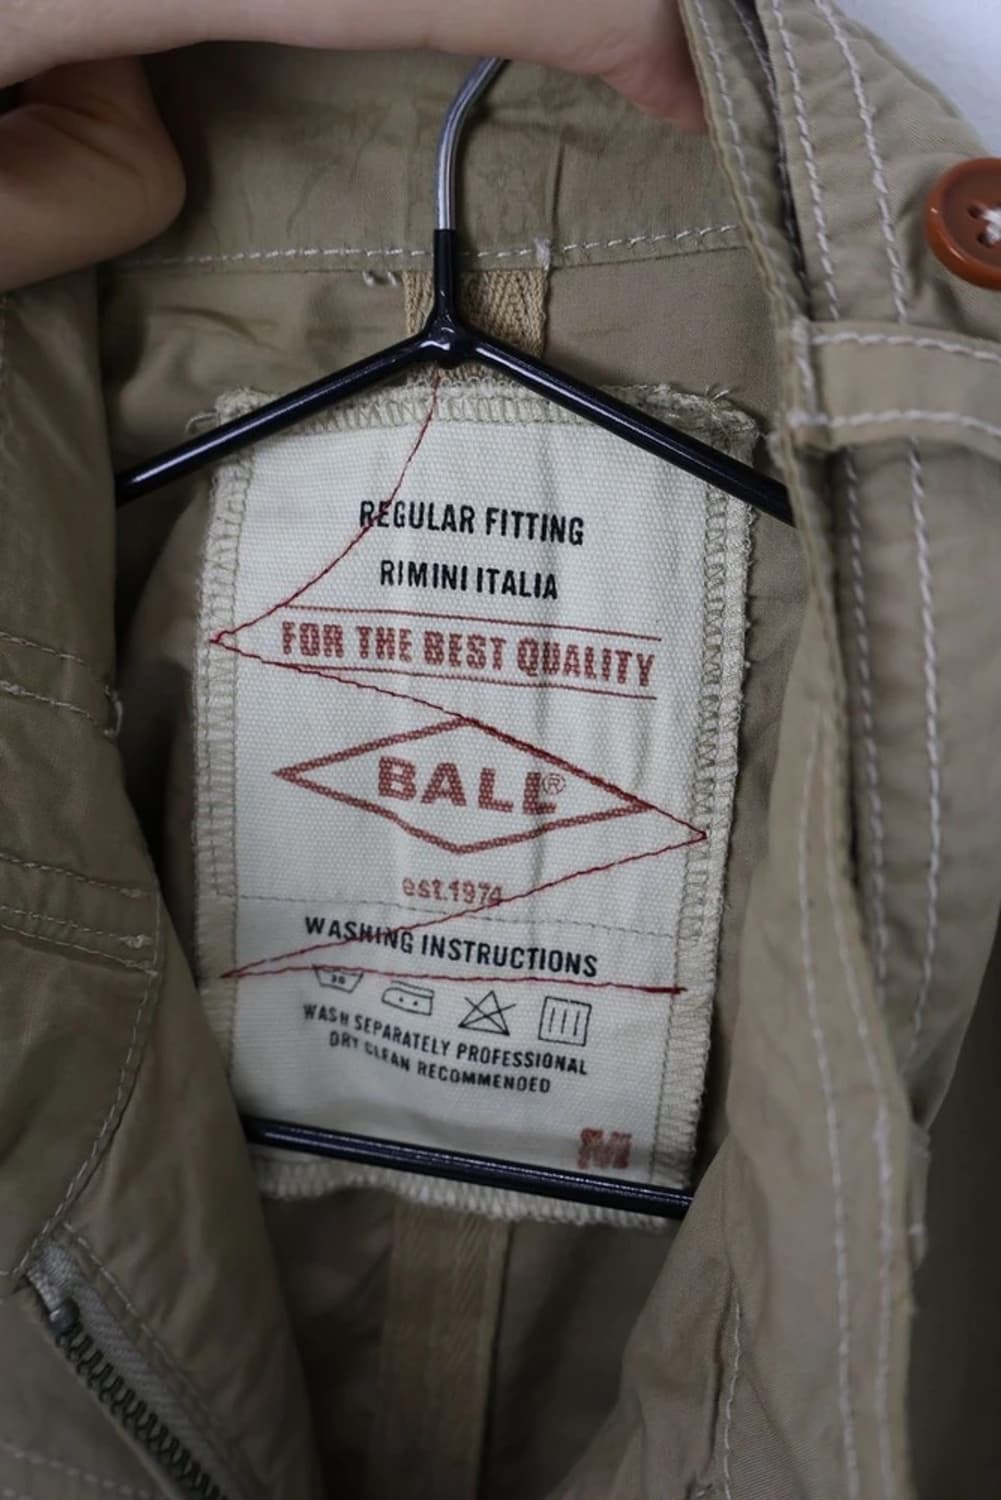 REGULAR FITTING
RIMINI ITALIA
FOR THE BEST QUALITY
BALL®
est.1974
WASHING INSTRUCTIONS
30
WASH SEPARATELY PROFESSIONAL
DRY CLEAN RECOMMENDED
M